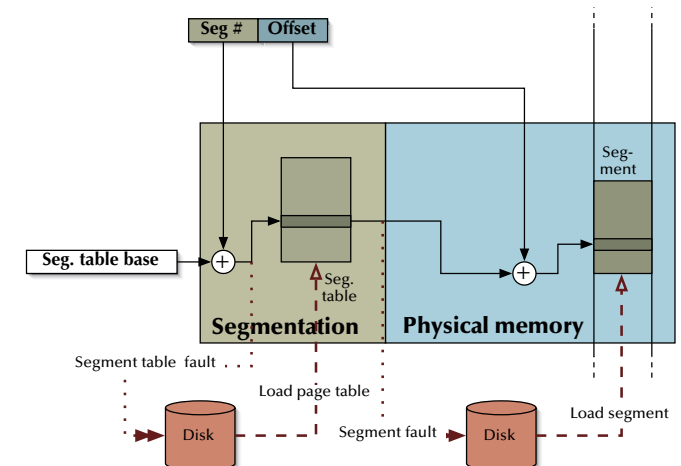 Seg # Offset
Seg-
ment
Seg. table base
+
+
Seg.
table
Segmentation
Physical memory
Segment table fault
Load page table
Load segment
Segment fault
Disk
Disk